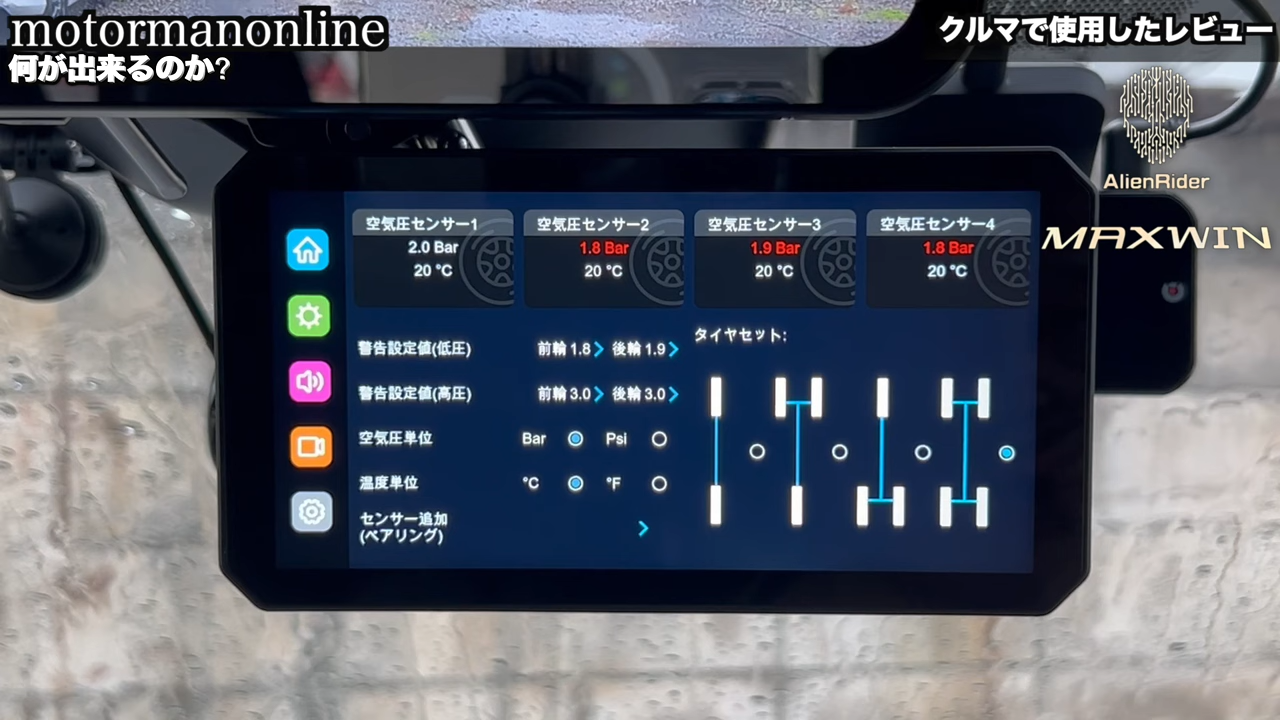 motormanonline
何が出来るのか?
クルマで使用したレビュー
AlienRider
MAXWIN
空気圧センサー1
2.0 Bar
20 °C
空気圧センサー2
1.8 Bar
20 °C
空気圧センサー3
1.9 Bar
20 °C
空気圧センサー4
1.8 Bar
20 °C
警告設定値(低圧) 前輪 1.8 後輪 1.9
警告設定値(高圧) 前輪 3.0 後輪 3.0
空気圧単位 Bar Psi
温度単位 °C °F
センサー追加
(ペアリング)
タイヤセット: